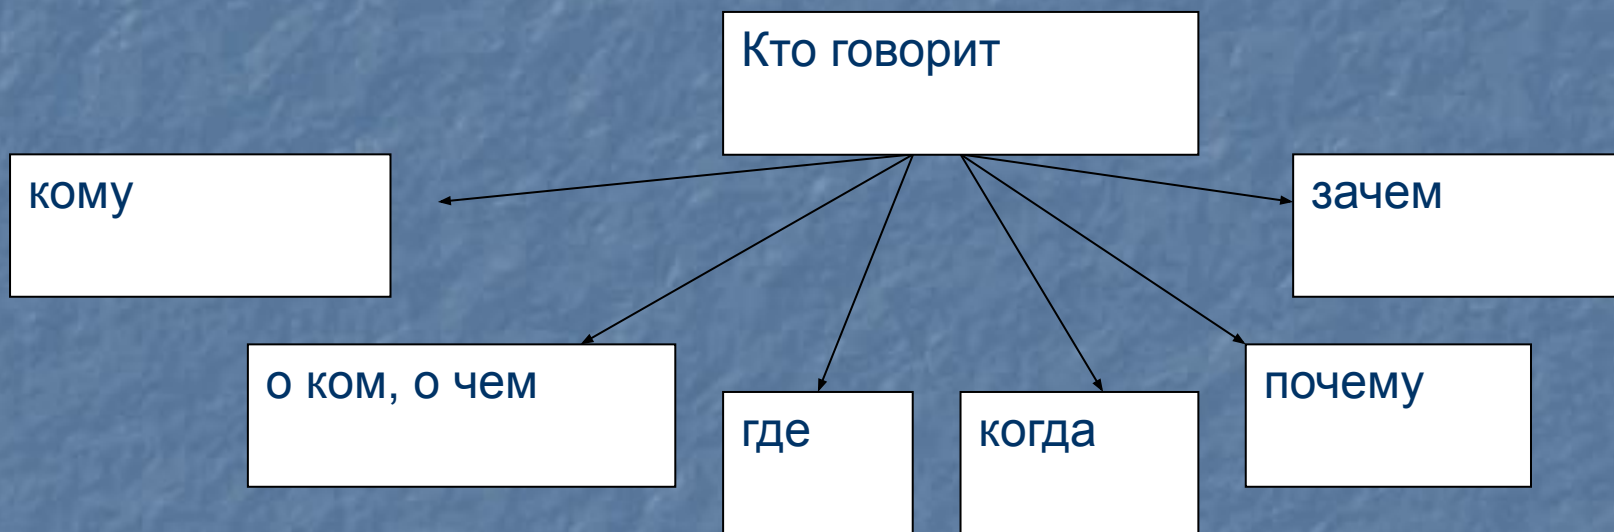 Кто говорит
кому
зачем
о ком, о чем
почему
где
когда